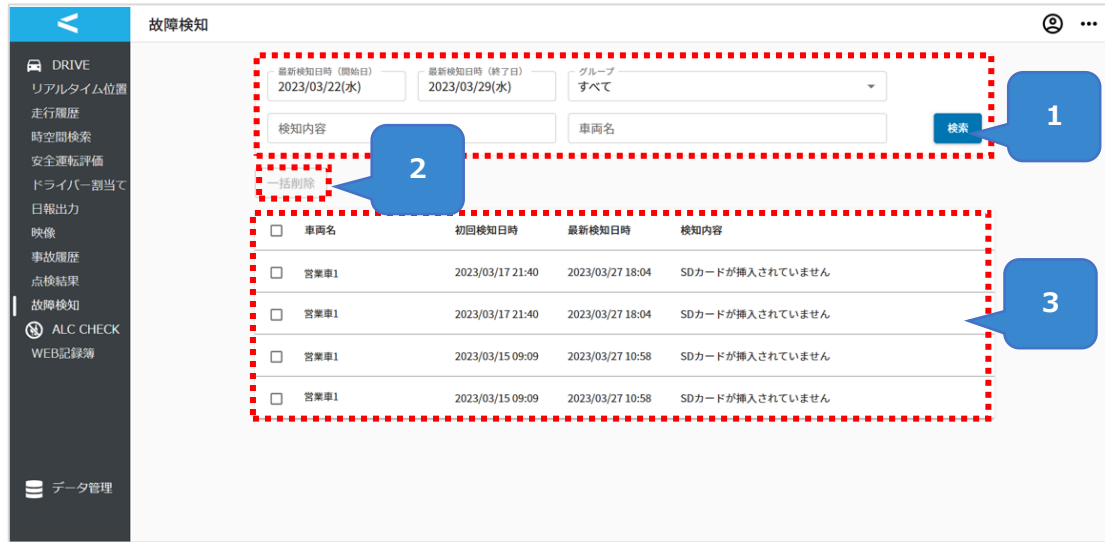 故障検知
DRIVE
リアルタイム位置
走行履歴
時空間検索
安全運転評価
ドライバー割当て
日報出力
映像
事故履歴
点検結果
故障検知
ALC CHECK
WEB記録簿
データ管理
最新検知日時（開始日） 最新検知日時（終了日） グループ
2023/03/22(水) 2023/03/29(水) すべて
検知内容 車両名 検索
1
2
一括削除
車両名 初回検知日時 最新検知日時 検知内容
営業車1 2023/03/17 21:40 2023/03/27 18:04 SDカードが挿入されていません
営業車1 2023/03/17 21:40 2023/03/27 18:04 SDカードが挿入されていません
3
営業車1 2023/03/15 09:09 2023/03/27 10:58 SDカードが挿入されていません
営業車1 2023/03/15 09:09 2023/03/27 10:58 SDカードが挿入されていません